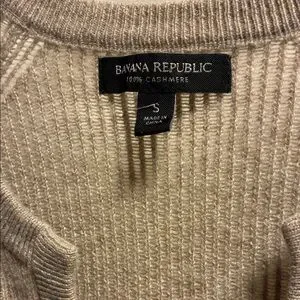 BANANA REPUBLIC
100% CASHMERE
S
MADE IN
CHINA